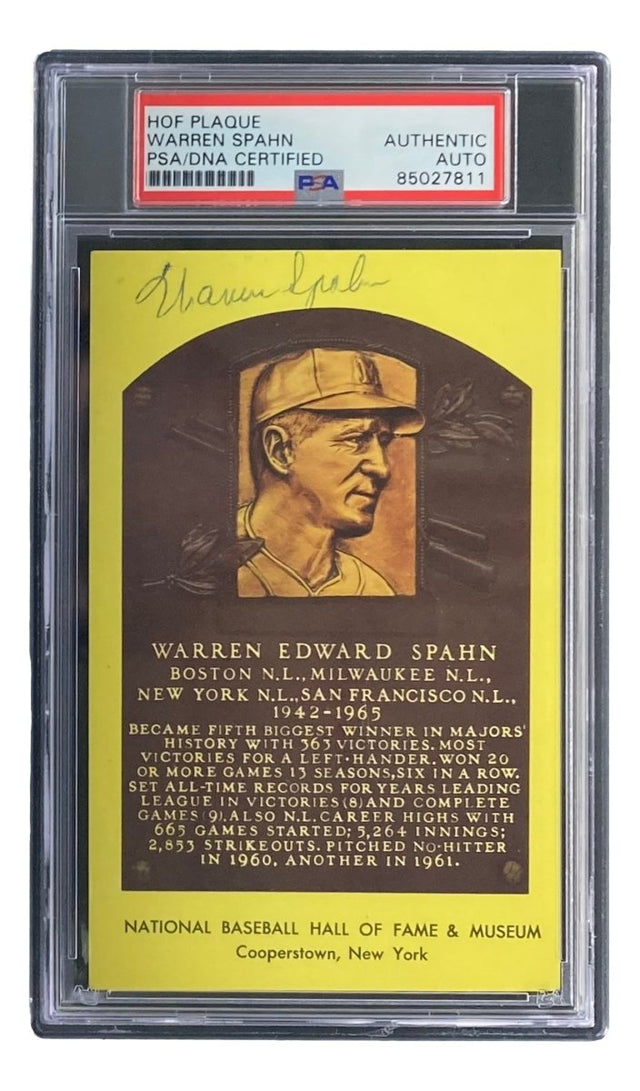 HOF PLAQUE
WARREN SPAHN AUTHENTIC
PSA/DNA CERTIFIED AUTO
PSA 85027811
Warren Spahn
M
WARREN EDWARD SPAHN
BOSTON N.L., MILWAUKEE N.L.,
NEW YORK N.L., SAN FRANCISCO N.L.,
1942-1965
BECAME FIFTH BIGGEST WINNER IN MAJORS'
HISTORY WITH 363 VICTORIES. MOST
VICTORIES FOR A LEFT-HANDER. WON 20
OR MORE GAMES 13 SEASONS, SIX IN A ROW.
SET ALL-TIME RECORDS FOR YEARS LEADING
LEAGUE IN VICTORIES (8) AND COMPLETE
GAMES (9). ALSO N.L. CAREER HIGHS WITH
665 GAMES STARTED; 5,264 INNINGS;
2,853 STRIKEOUTS. PITCHED NO-HITTER
IN 1960, ANOTHER IN 1961.
NATIONAL BASEBALL HALL OF FAME & MUSEUM
Cooperstown, New York